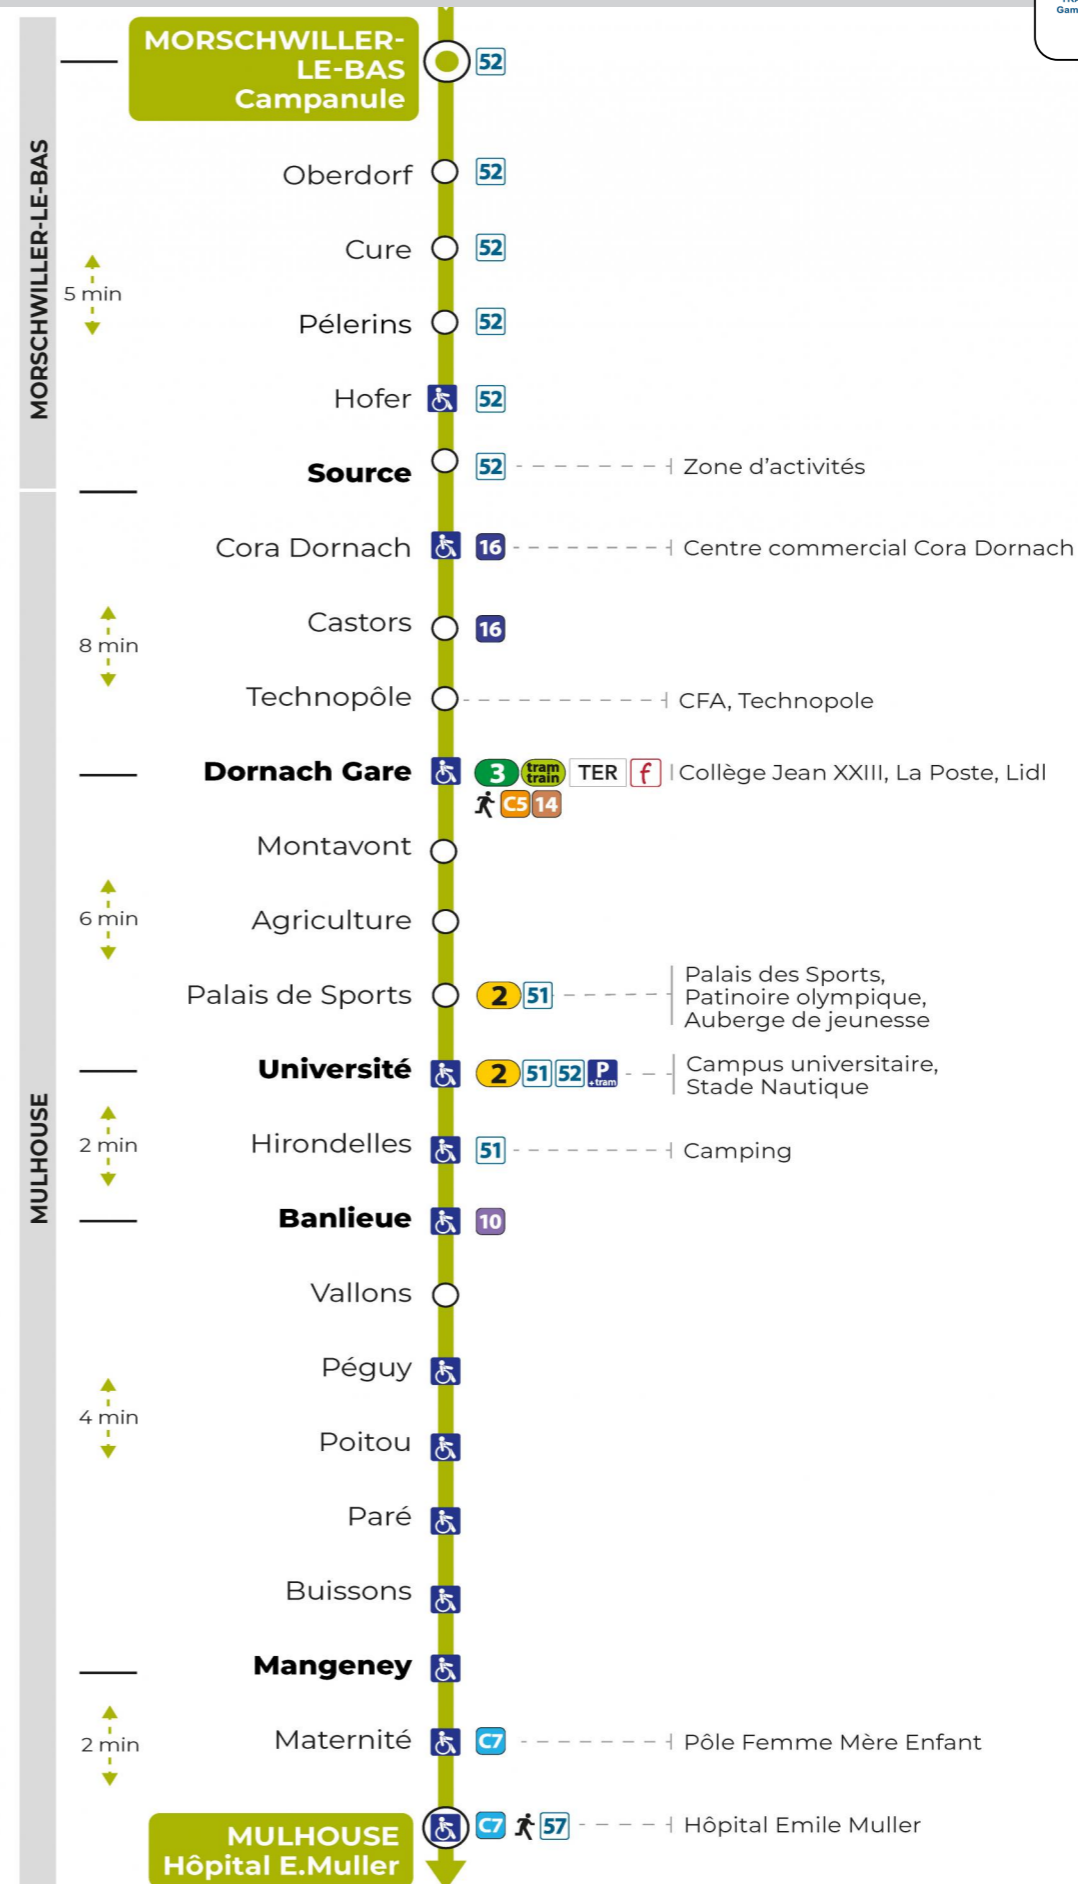 TRA
Gam
MORSCHWILLER-
LE-BAS
Campanule
52
MORSCHWILLER-LE-BAS
Oberdorf 52
Cure 52
5 min
Pélerins 52
Hofer 52
Source 52 Zone d'activités
Cora Dornach 16 Centre commercial Cora Dornach
Castors 16
8 min
Technopôle CFA, Technopole
Dornach Gare 3 tram train TER f Collège Jean XXIII, La Poste, Lidl
C5 14
Montavont
Agriculture
6 min
Palais de Sports 2 51 Palais des Sports,
Patinoire olympique,
Auberge de jeunesse
Université 2 51 52 P +tram Campus universitaire,
Stade Nautique
MULHOUSE
2 min
Hirondelles 51 Camping
Banlieue 10
Vallons
Péguy
4 min
Poitou
Paré
Buissons
Mangeney
2 min
Maternité C7 Pôle Femme Mère Enfant
MULHOUSE
Hôpital E.Muller
C7 57 Hôpital Emile Muller